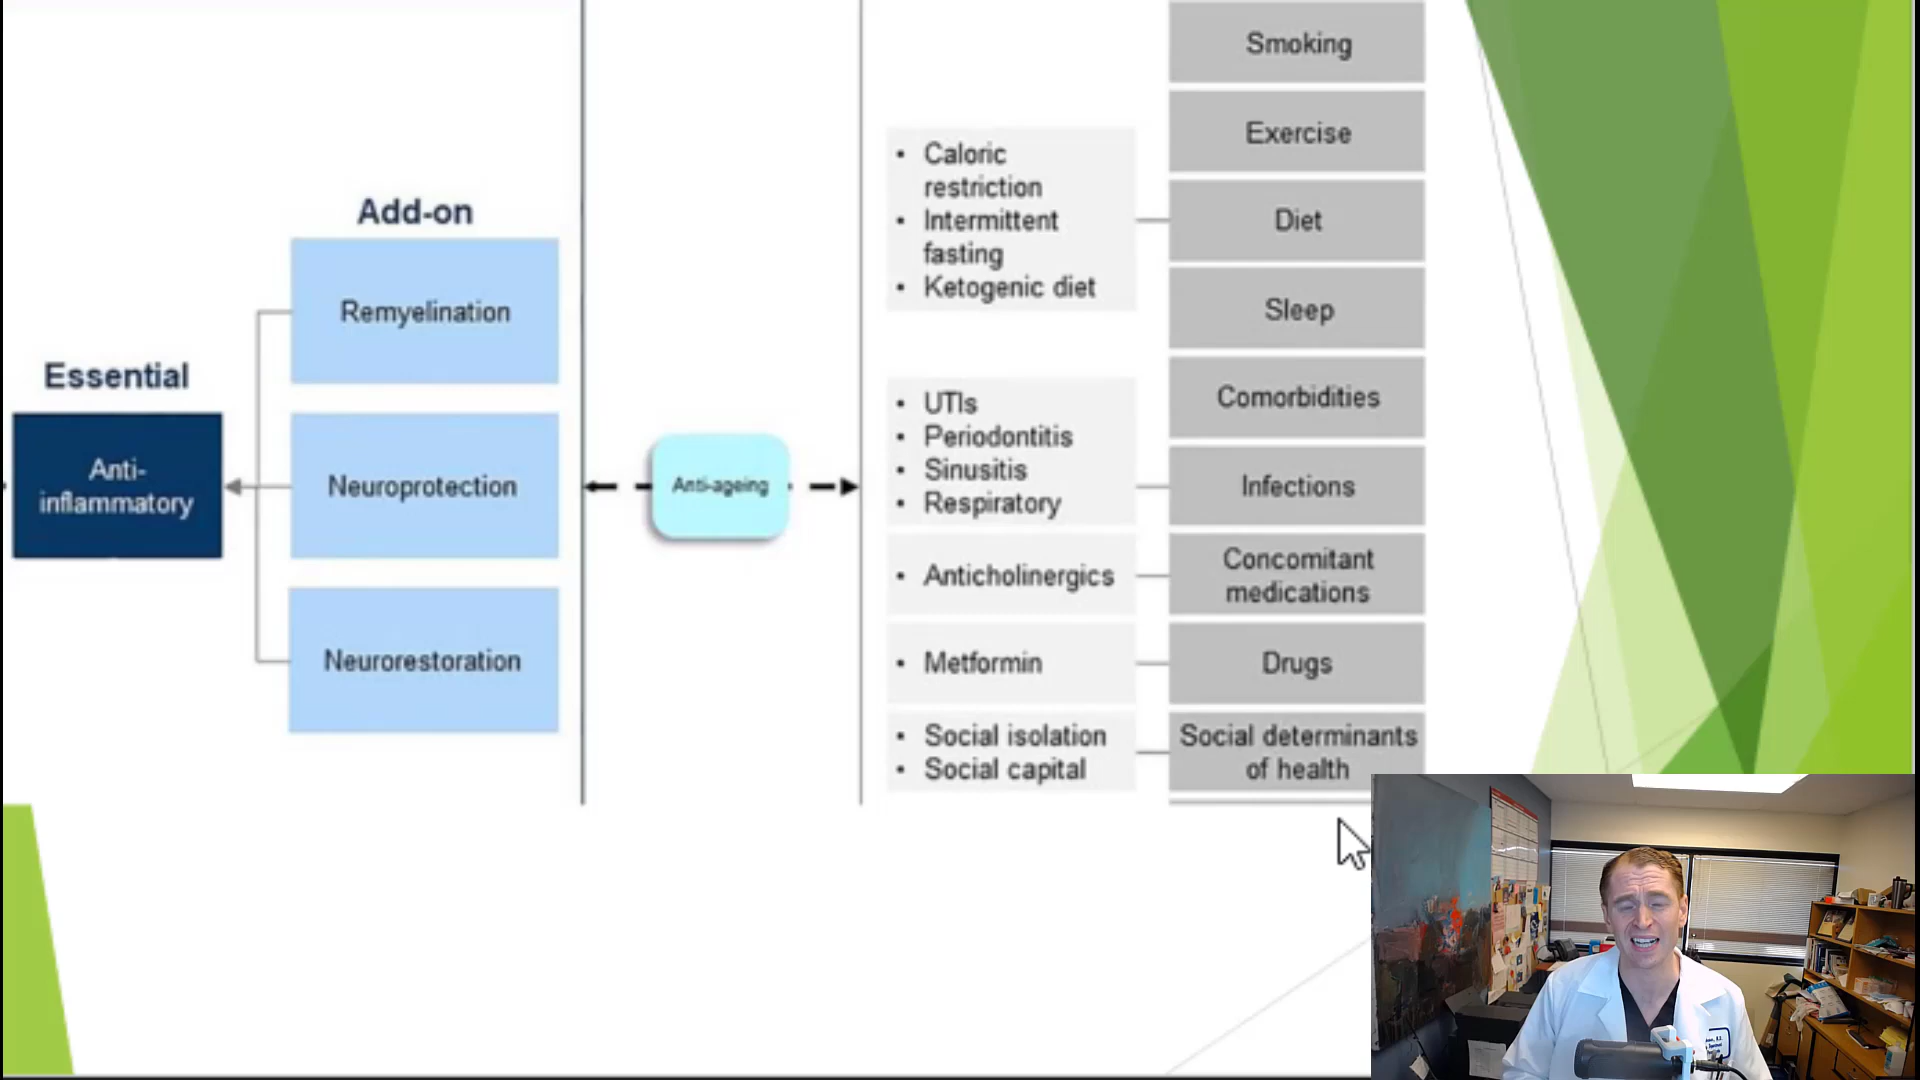 Essential
Anti-
inflammatory
Add-on
Remyelination
Neuroprotection
Neurorestoration
Anti-ageing
• Caloric
restriction
• Intermittent
fasting
• Ketogenic diet
• UTIs
• Periodontitis
• Sinusitis
• Respiratory
• Anticholinergics
• Metformin
• Social isolation
• Social capital
Smoking
Exercise
Diet
Sleep
Comorbidities
Infections
Concomitant
medications
Drugs
Social determinants
of health